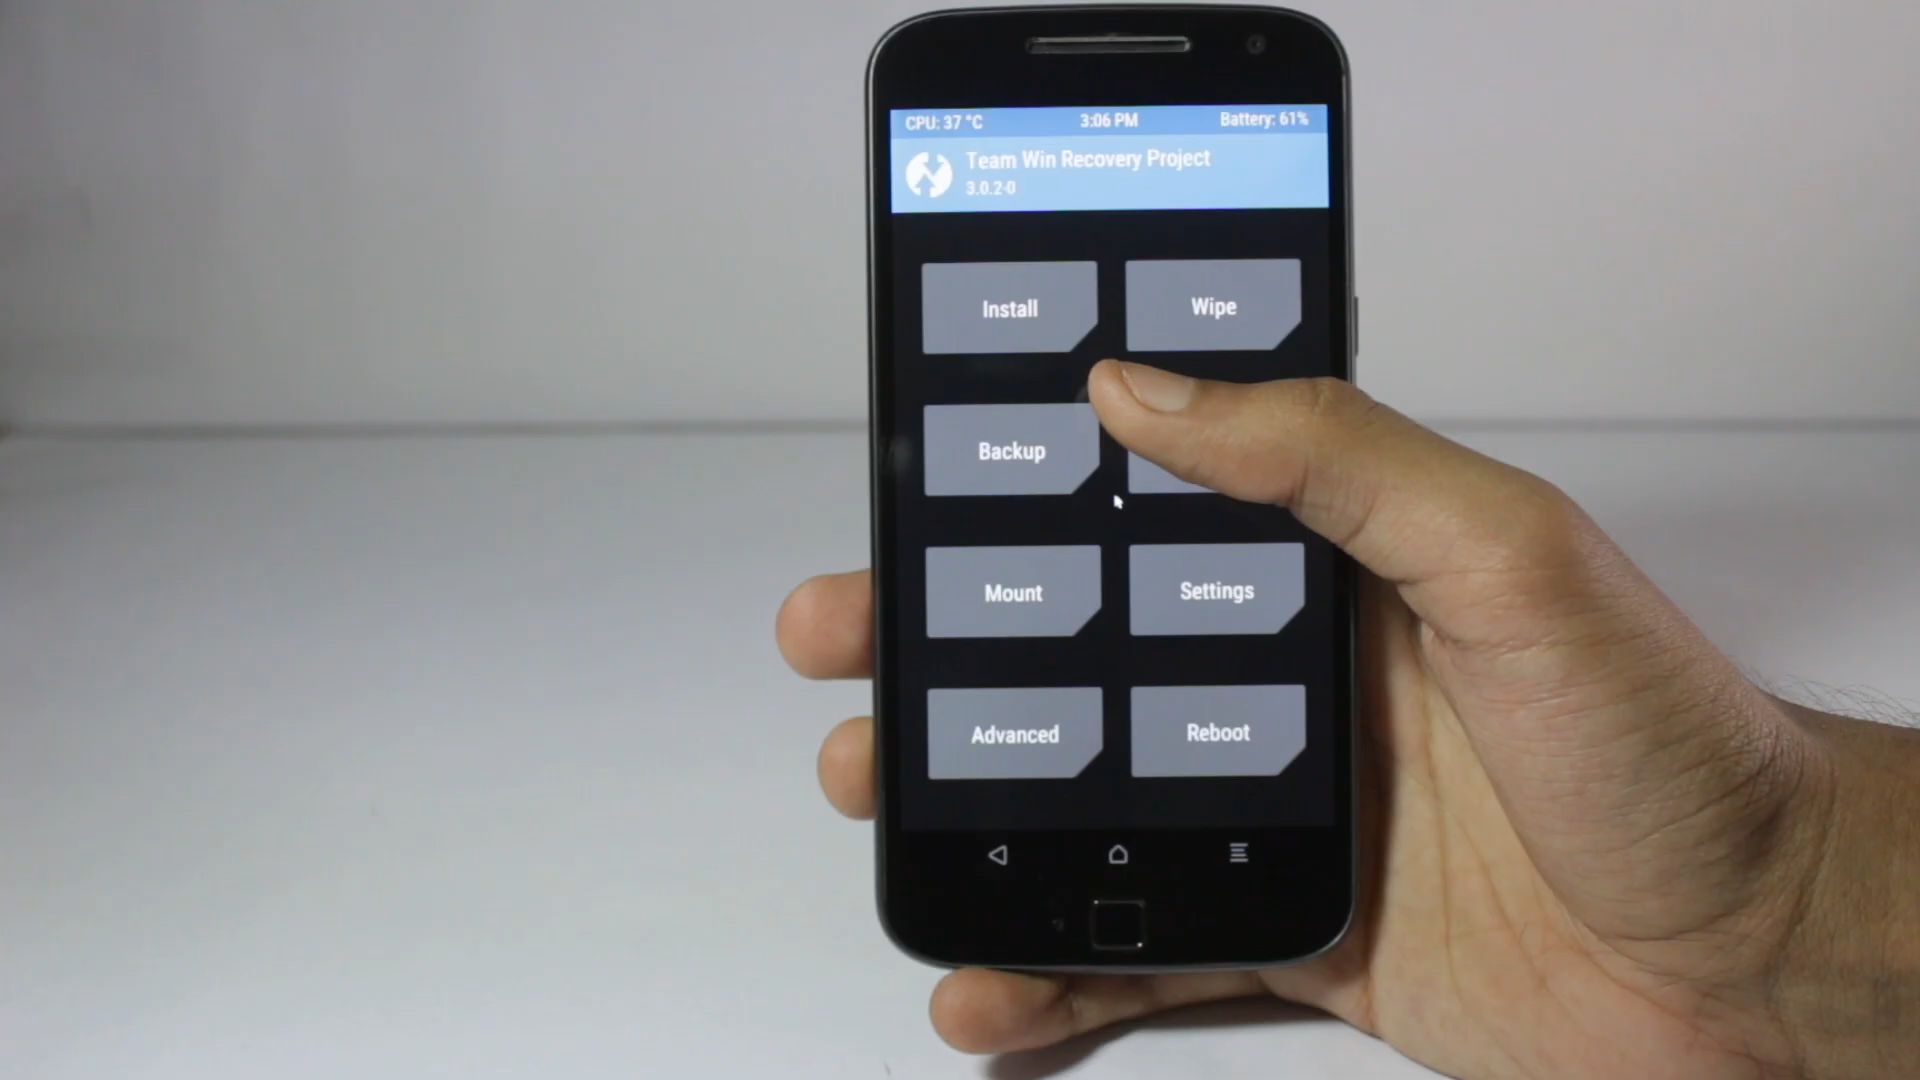 CPU: 37 °C 3:06 PM Battery: 61%
Team Win Recovery Project
3.0.2-0
Install Wipe
Backup
Mount Settings
Advanced Reboot